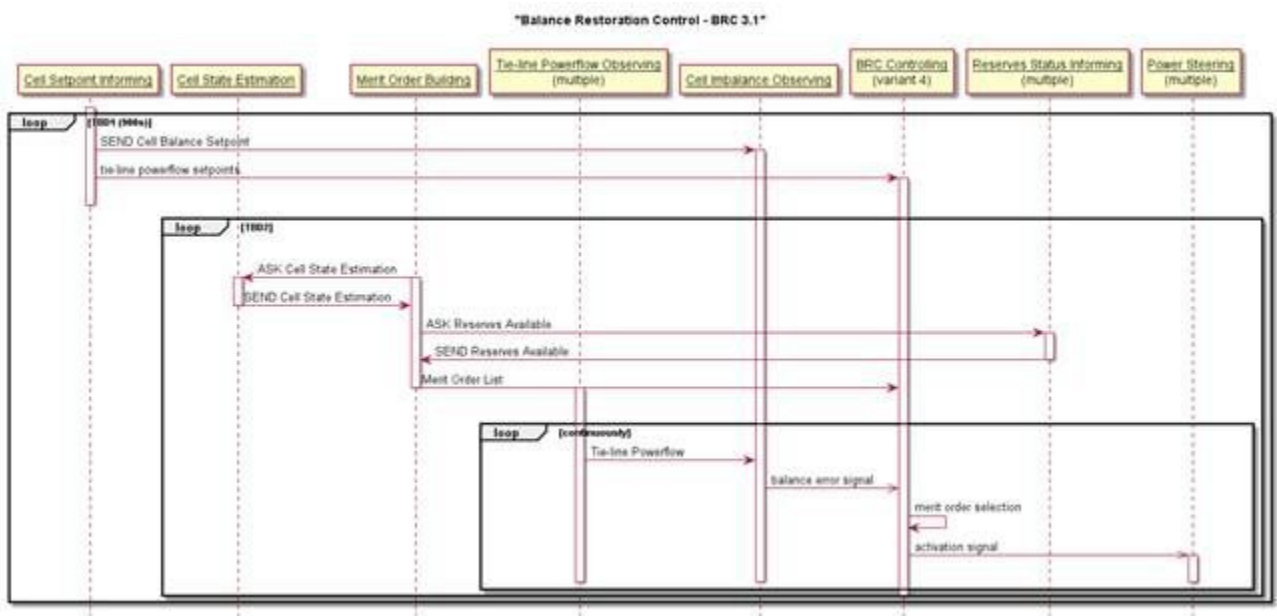 "Balance Restoration Control - BRC 3.1"
Cell Setpoint Informing
Cell State Estimation
Merit Order Building
Tie-line Powerflow Observing
(multiple)
Cell Imbalance Observing
BRC Controlling
(variant 4)
Reserves Status Informing
(multiple)
Power Steering
(multiple)
loop
SEND Cell Balance Setpoint
tie-line powerflow setpoints
loop
ASK Cell State Estimation
SEND Cell State Estimation
ASK Reserves Available
SEND Reserves Available
Merit Order List
loop [continuously]
Tie-line Powerflow
balance error signal
merit order selection
activation signal